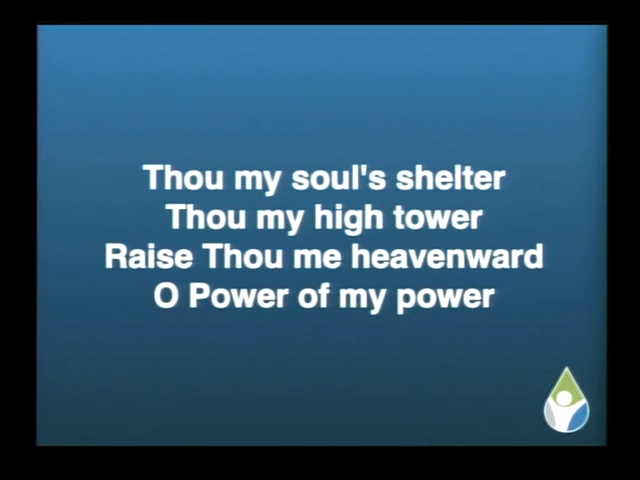 Thou my soul's shelter
Thou my high tower
Raise Thou me heavenward
O Power of my power